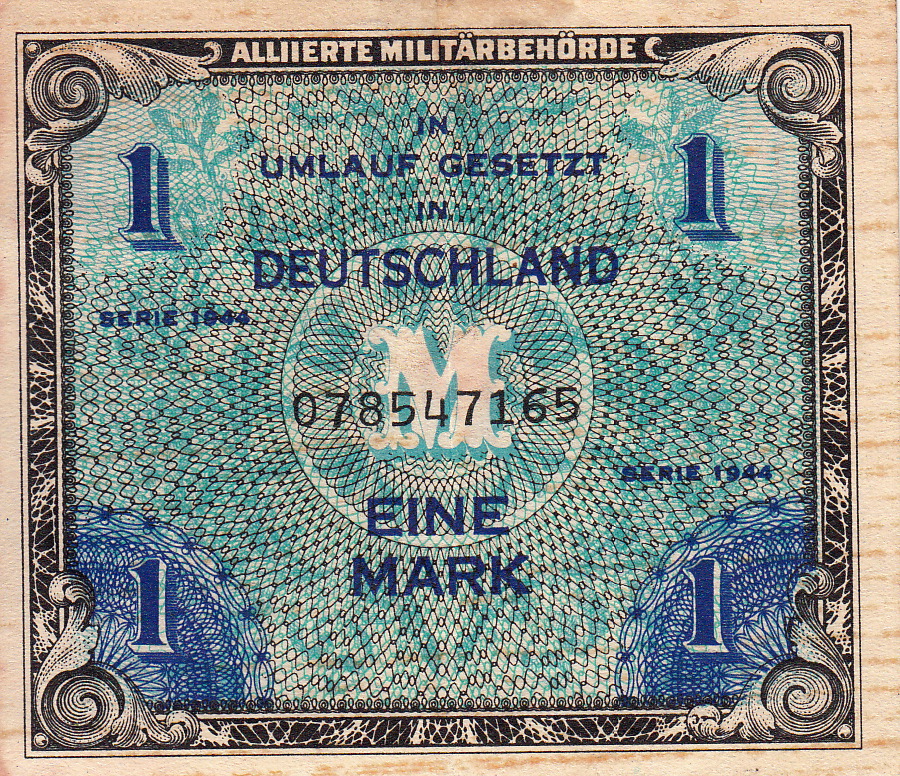 ALLIIERTE MILITÄRBEHÖRDE
1 1
IN
UMLAUF GESETZT
IN
DEUTSCHLAND
SERIE 1944
M
078547165
SERIE 1944
EINE
MARK
1 1